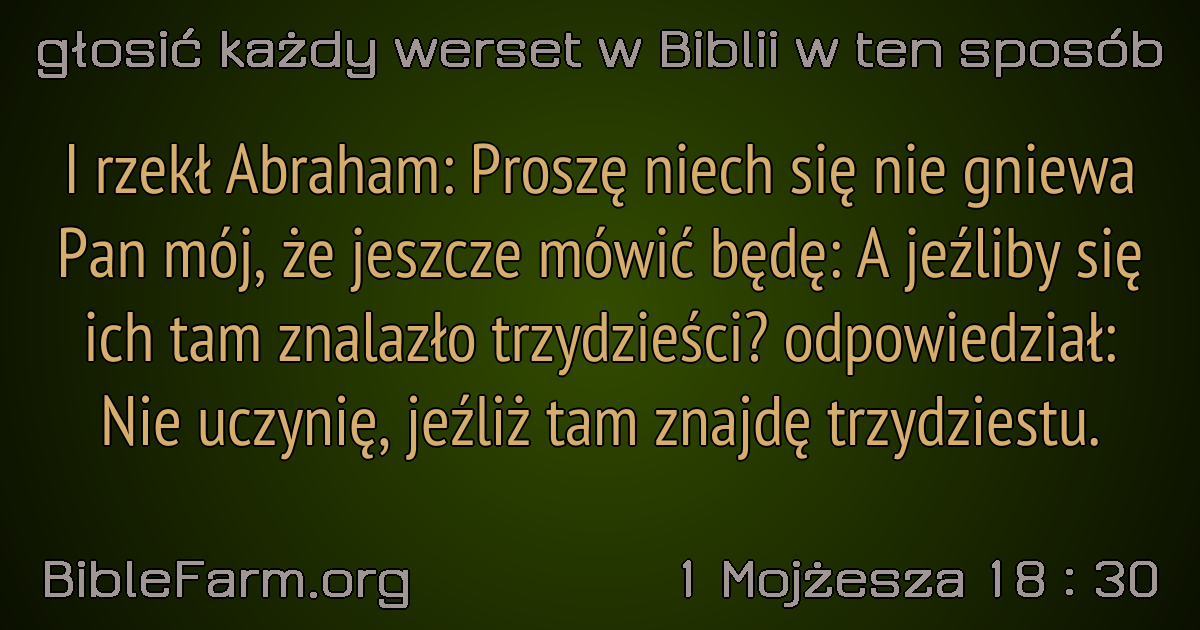 głosić każdy werset w Biblii w ten sposób
I rzekł Abraham: Proszę niech się nie gniewa
Pan mój, że jeszcze mówić będę: A jeźliby się
ich tam znalazło trzydzieści? odpowiedział:
Nie uczynię, jeźliż tam znajdę trzydziestu.
BibleFarm.org
1 Mojżesza 18 : 30